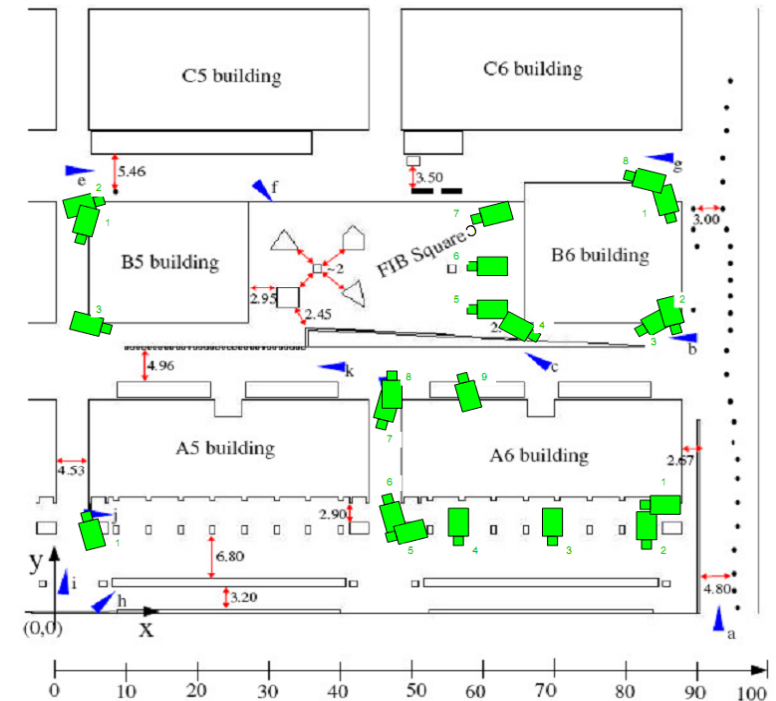 C5 building
C6 building
5.46
3.50
e
f
g
8
2
1
7
1
3.00
B5 building
~2
FIB Square
C
B6 building
6
2.95
2.45
5
2.
4
3
2
3
b
4.96
k
c
8
9
7
4.53
A5 building
A6 building
2.67
6
1
j
2.90
1
5
4
3
2
y
6.80
i
h
3.20
4.80
(0,0)
x
a
0 10 20 30 40 50 60 70 80 90 100